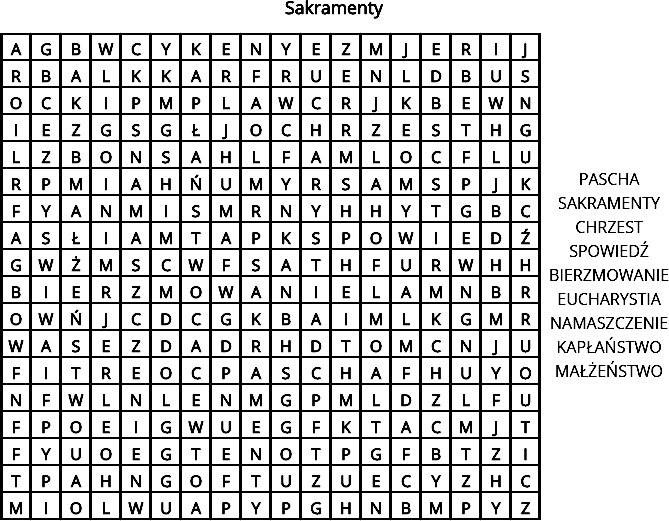 Sakramenty
A G B W C Y K E N Y E Z M J E R I J
R B A L K K A R F R U E N L D B U S
O C K I P M P L A W C R J K B E W N
I E Z G S G Ł J O C H R Z E S T H G
L Z B O N S A H L F A M L O C F L U
R P M I A H Ń U M Y R S A M S P J K
F Y A N M I S M R N Y H H Y T G B C
A S Ł I A M T A P K S P O W I E D Ź
G W Ż M S C W F S A T H F U R W H H
B I E R Z M O W A N I E L A M N B R
O W Ń J C D C G K B A I M L K G M R
W A S E Z D A D R H D T O M C N J U
F I T R E O C P A S C H A F H U Y O
N F W L N L E N M G P M L D Z L F U
F P O E I G W U E G F K T A C M J T
F Y U O E G T E N O T P G F B T Z I
T P A H N G O F T U Z U E C Y Z H C
M I O L W U A P Y P G H N B M P Y Z
PASCHA
SAKRAMENTY
CHRZEST
SPOWIEDŹ
BIERZMOWANIE
EUCHARYSTIA
NAMASZCZENIE
KAPŁAŃSTWO
MAŁŻEŃSTWO